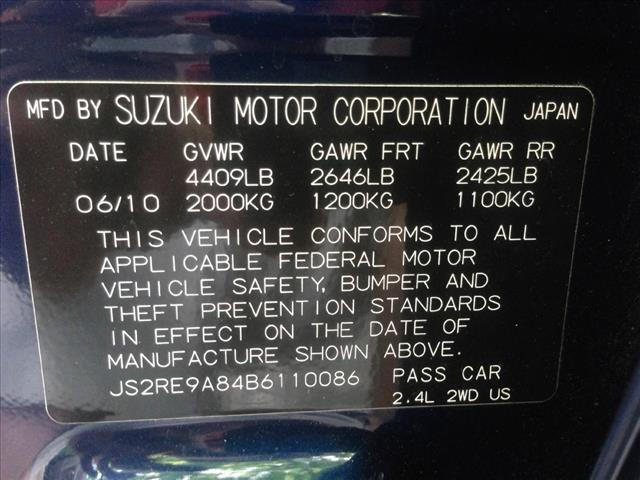 MFD BY SUZUKI MOTOR CORPORATION JAPAN
DATE GVWR GAWR FRT GAWR RR
4409LB 2646LB 2425LB
06/10 2000KG 1200KG 1100KG
THIS VEHICLE CONFORMS TO ALL
APPLICABLE FEDERAL MOTOR
VEHICLE SAFETY, BUMPER AND
THEFT PREVENTION STANDARDS
IN EFFECT ON THE DATE OF
MANUFACTURE SHOWN ABOVE.
JS2RE9A84B6110086 PASS CAR
2.4L 2WD US